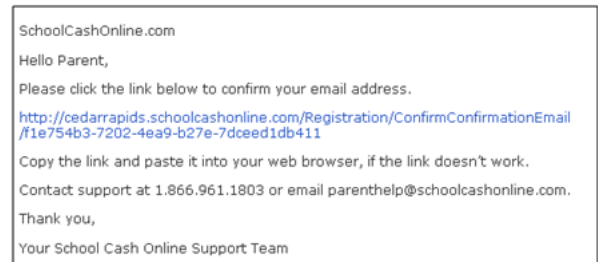 SchoolCashOnline.com
Hello Parent,
Please click the link below to confirm your email address.
http://cedarrapids.schoolcashonline.com/Registration/ConfirmConfirmationEmail
/f1e754b3-7202-4ea9-b27e-7dceed1db411
Copy the link and paste it into your web browser, if the link doesn't work.
Contact support at 1.866.961.1803 or email parenthelp@schoolcashonline.com.
Thank you,
Your School Cash Online Support Team